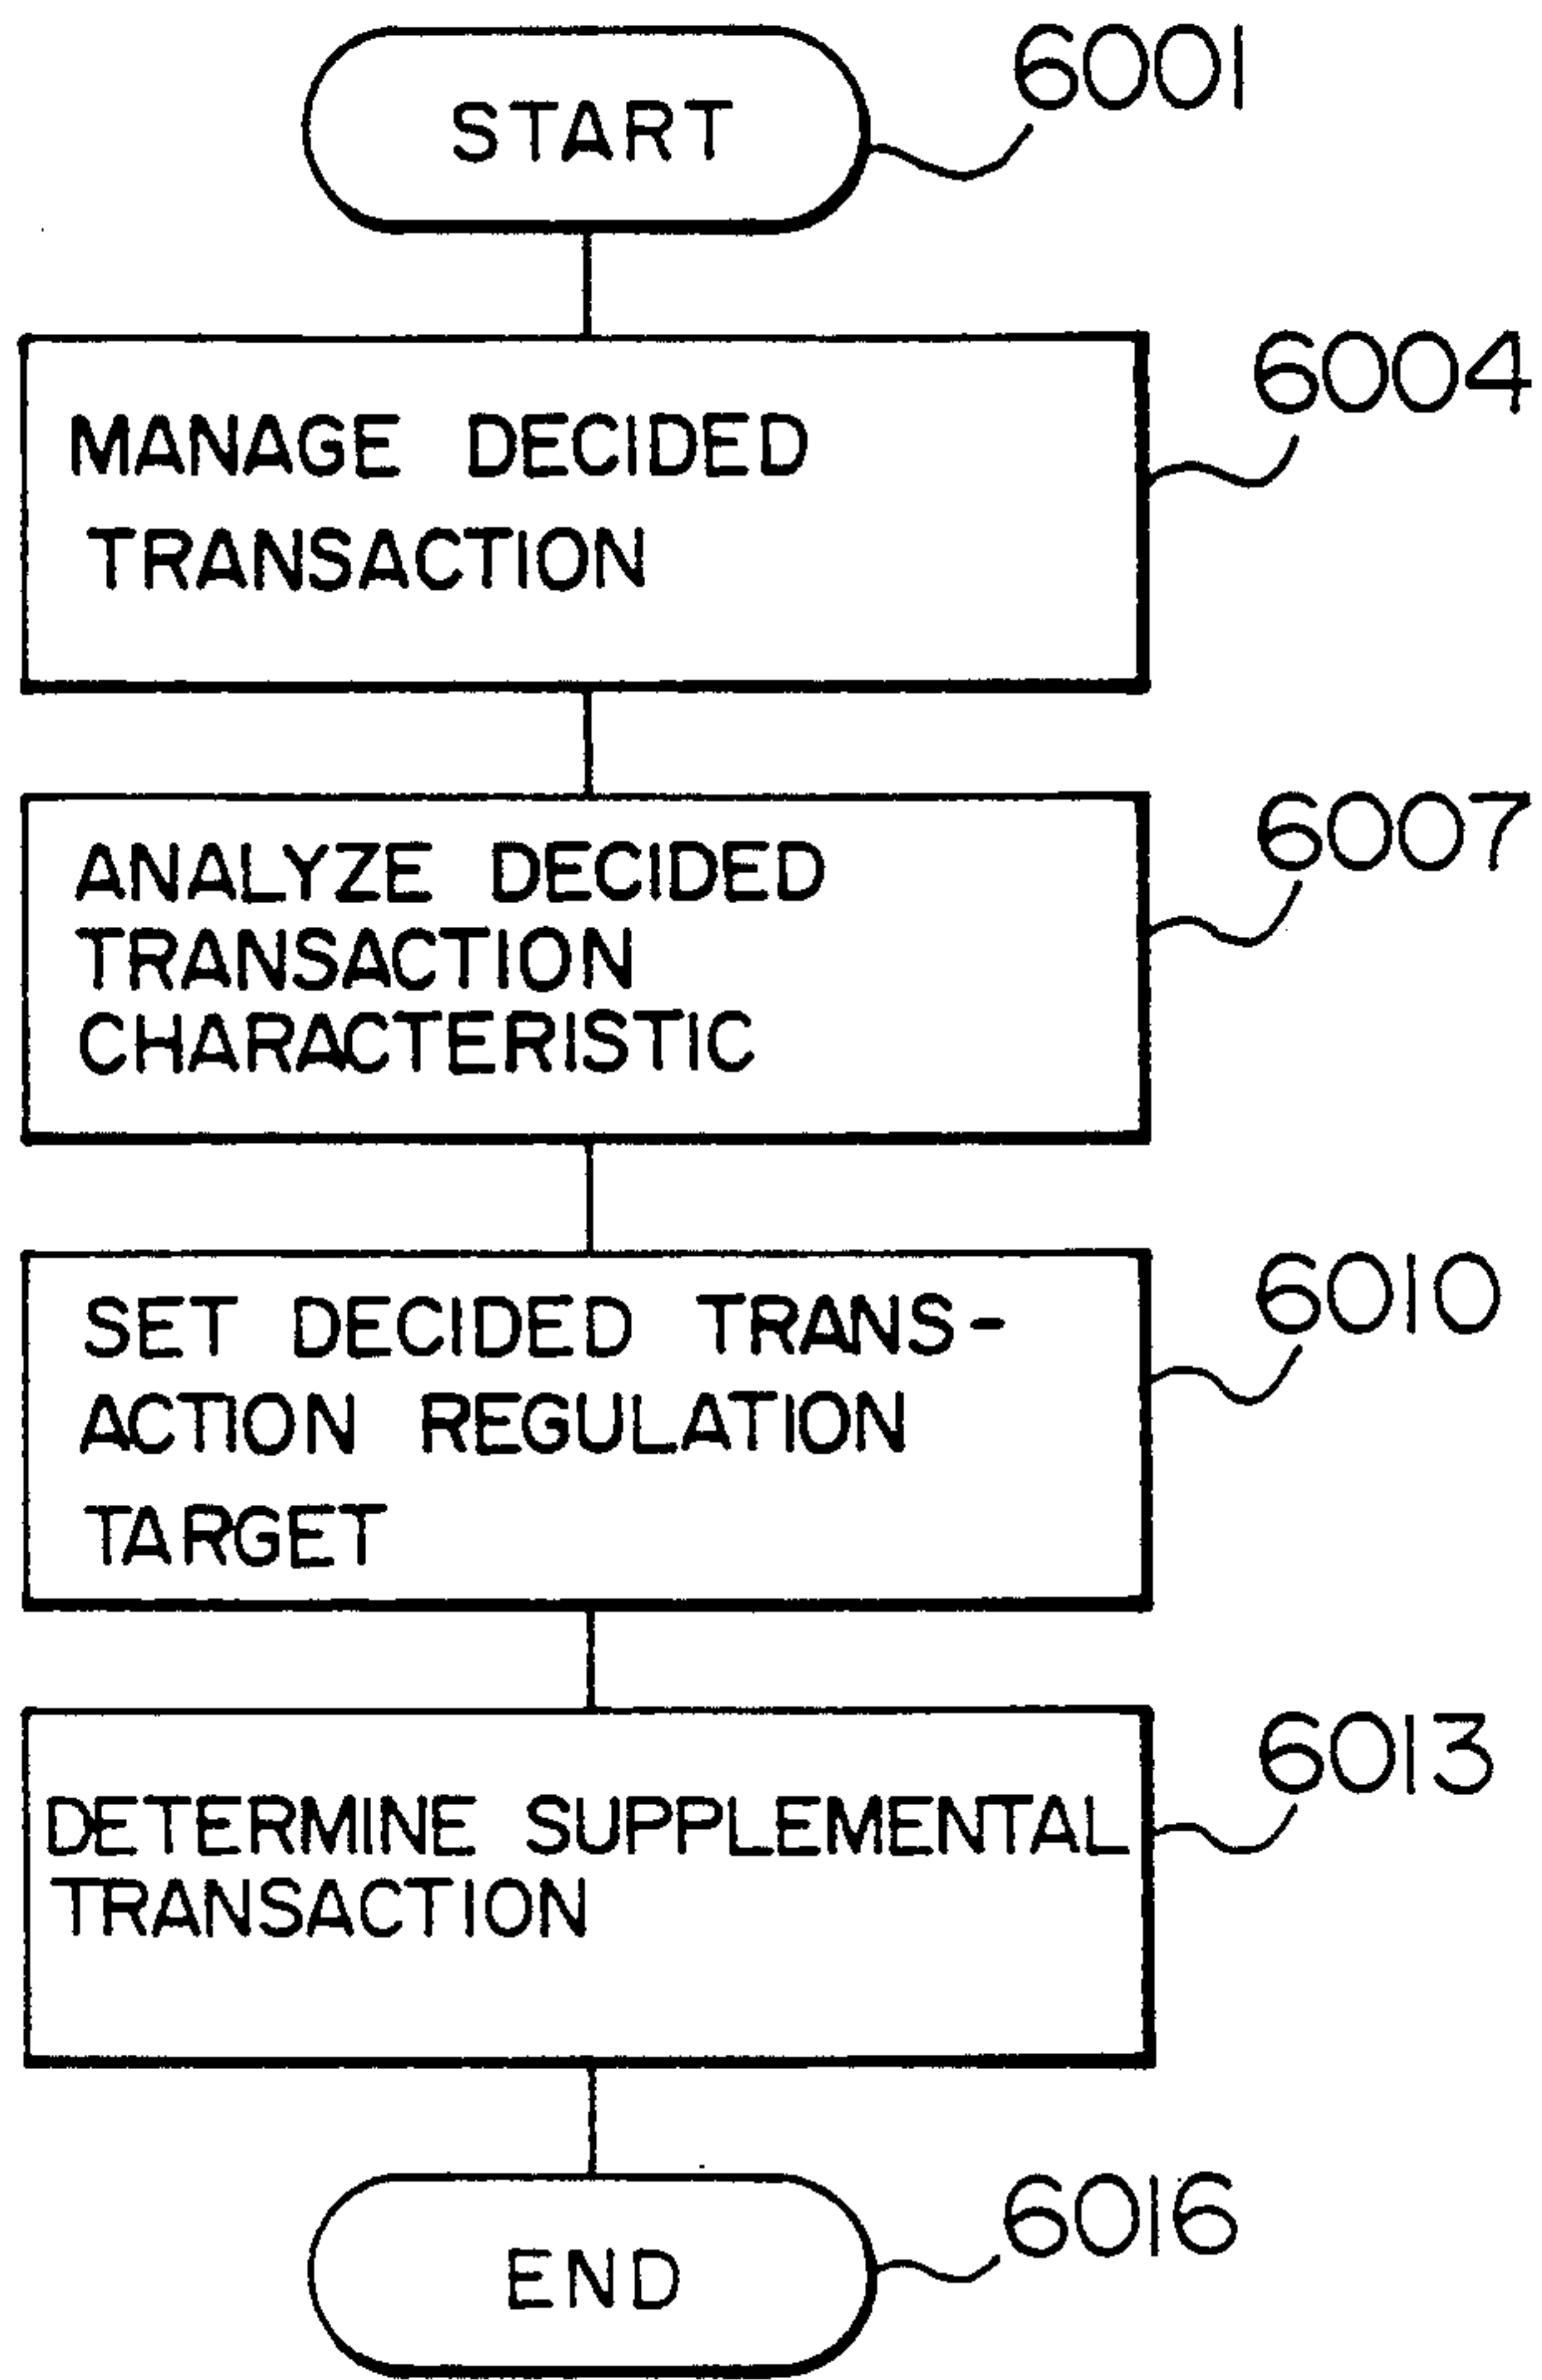 START
6001
MANAGE DECIDED
TRANSACTION
6004
ANALYZE DECIDED
TRANSACTION
CHARACTERISTIC
6007
SET DECIDED TRANS-
ACTION REGULATION
TARGET
6010
DETERMINE SUPPLEMENTAL
TRANSACTION
6013
END
6016